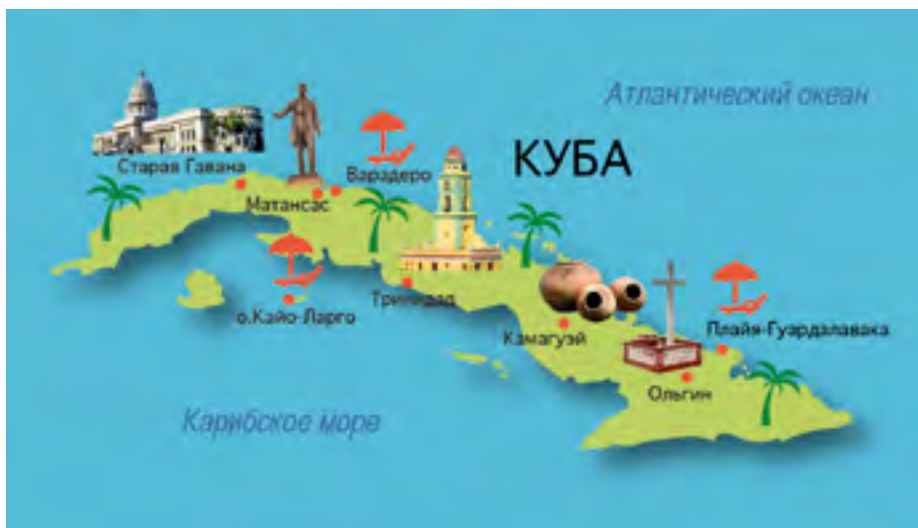 Атлантический океан
КУБА
Старая Гавана
Варадеро
Матансас
Тринидад
о.Кайо-Ларго
Камагуэй
Плайя-Гуардалавака
Ольгин
Карибское море